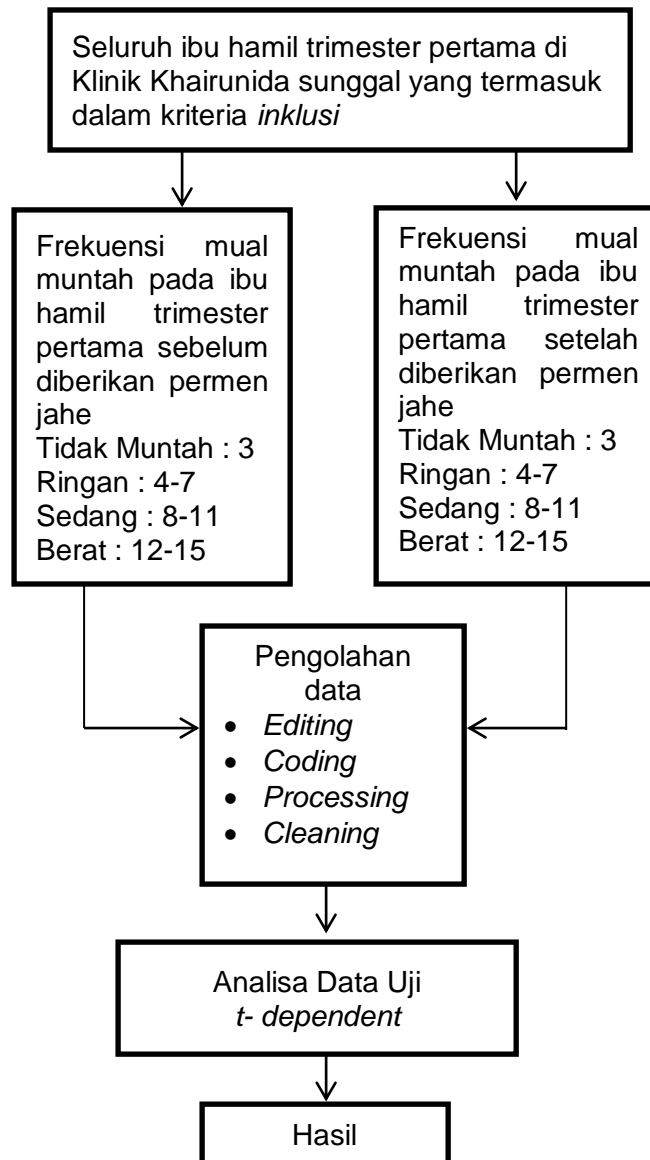 Seluruh ibu hamil trimester pertama di
Klinik Khairunida sunggal yang termasuk
dalam kriteria inklusi
Frekuensi mual
muntah pada ibu
hamil trimester
pertama sebelum
diberikan permen
jahe
Tidak Muntah : 3
Ringan : 4-7
Sedang : 8-11
Berat : 12-15
Frekuensi mual
muntah pada ibu
hamil trimester
pertama setelah
diberikan permen
jahe
Tidak Muntah : 3
Ringan : 4-7
Sedang : 8-11
Berat : 12-15
Pengolahan
data
• Editing
• Coding
• Processing
• Cleaning
Analisa Data Uji
t- dependent
Hasil